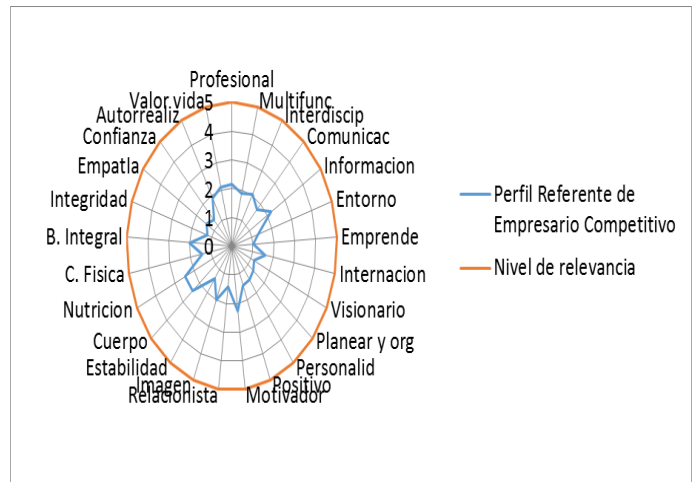 Profesional
Multifunc
Interdiscip
Comunicac
Informacion
Entorno
Emprende
Internacion
Visionario
Planear y org
Personalid
Positivo
Motivador
Relacionista
Imagen
Estabilidad
Cuerpo
Nutricion
C. Fisica
B. Integral
Integridad
Empatia
Confianza
Autorrealiz
Valor vida
5
4
3
2
1
0
Perfil Referente de
Empresario Competitivo
Nivel de relevancia